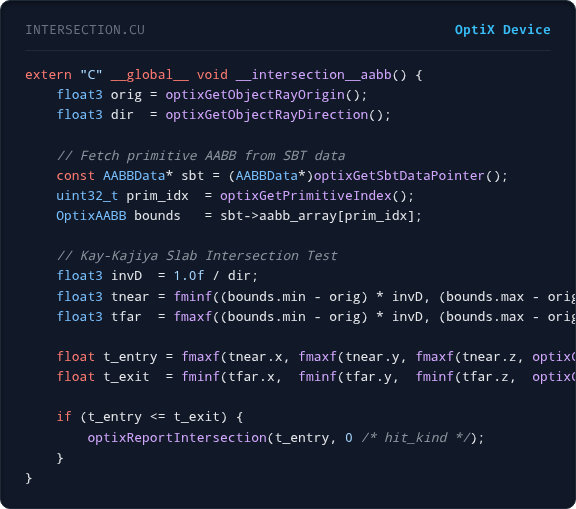 INTERSECTION.CU
OptiX Device
extern "C" __global__ void __intersection__aabb() {
    float3 orig = optixGetObjectRayOrigin();
    float3 dir  = optixGetObjectRayDirection();

    // Fetch primitive AABB from SBT data
    const AABBData* sbt = (AABBData*)optixGetSbtDataPointer();
    uint32_t prim_idx  = optixGetPrimitiveIndex();
    OptixAABB bounds   = sbt->aabb_array[prim_idx];

    // Kay-Kajiya Slab Intersection Test
    float3 invD  = 1.0f / dir;
    float3 tnear = fminf((bounds.min - orig) * invD, (bounds.max - orig
    float3 tfar  = fmaxf((bounds.min - orig) * invD, (bounds.max - orig

    float t_entry = fmaxf(tnear.x, fmaxf(tnear.y, fmaxf(tnear.z, optix
    float t_exit  = fminf(tfar.x,  fminf(tfar.y,  fminf(tfar.z,  optix

    if (t_entry <= t_exit) {
        optixReportIntersection(t_entry, 0 /* hit_kind */);
    }
}